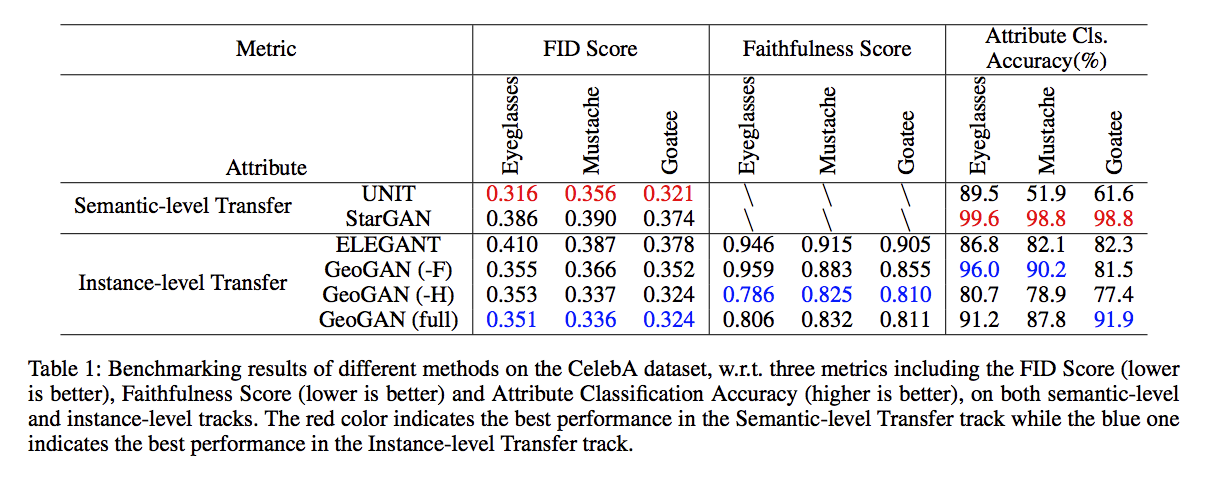 Metric FID Score Faithfulness Score Attribute Cls. Accuracy(%)
Attribute Eyeglasses Mustache Goatee Eyeglasses Mustache Goatee Eyeglasses Mustache Goatee
Semantic-level Transfer UNIT 0.316 0.356 0.321 \ \ \ 89.5 51.9 61.6
StarGAN 0.386 0.390 0.374 \ \ \ 99.6 98.8 98.8
Instance-level Transfer ELEGANT 0.410 0.387 0.378 0.946 0.915 0.905 86.8 82.1 82.3
GeoGAN (-F) 0.355 0.366 0.352 0.959 0.883 0.855 96.0 90.2 81.5
GeoGAN (-H) 0.353 0.337 0.324 0.786 0.825 0.810 80.7 78.9 77.4
GeoGAN (full) 0.351 0.336 0.324 0.806 0.832 0.811 91.2 87.8 91.9
Table 1: Benchmarking results of different methods on the CelebA dataset, w.r.t. three metrics including the FID Score (lower
is better), Faithfulness Score (lower is better) and Attribute Classification Accuracy (higher is better), on both semantic-level
and instance-level tracks. The red color indicates the best performance in the Semantic-level Transfer track while the blue one
indicates the best performance in the Instance-level Transfer track.